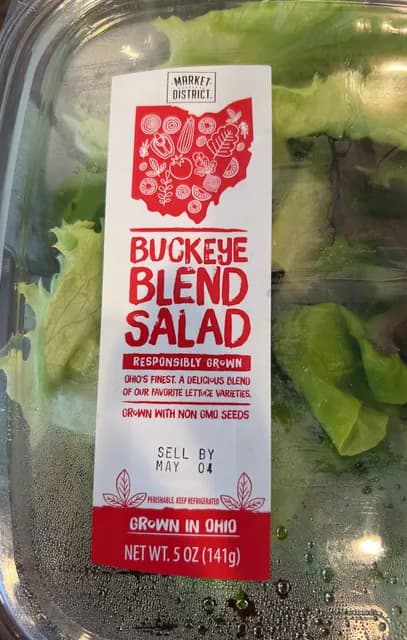 MARKET
DISTRICT.
BUCKEYE
BLEND
SALAD
RESPONSIBLY GROWN
OHIO'S FINEST. A DELICIOUS BLEND
OF OUR FAVORITE LETTUCE VARIETIES.
GROWN WITH NON GMO SEEDS
SELL BY
MAY 04
PERISHABLE. KEEP REFRIGERATED
GROWN IN OHIO
NET WT. 5 OZ (141g)